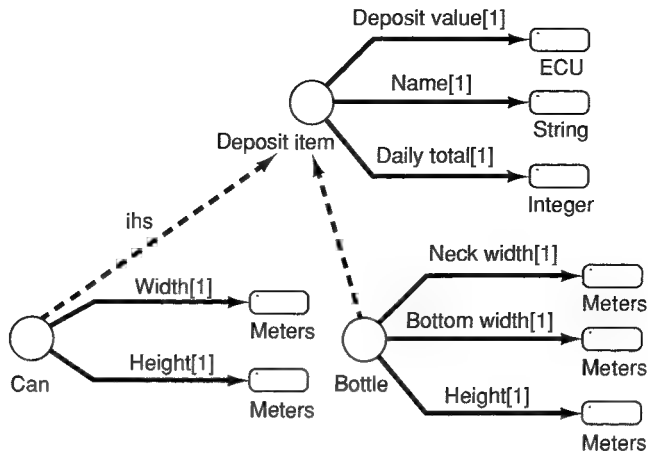 Deposit value[1]
ECU
Name[1]
String
Deposit item
Daily total[1]
Integer
ihs
Neck width[1]
Meters
Width[1]
Meters
Bottom width[1]
Meters
Can
Height[1]
Meters
Bottle
Height[1]
Meters